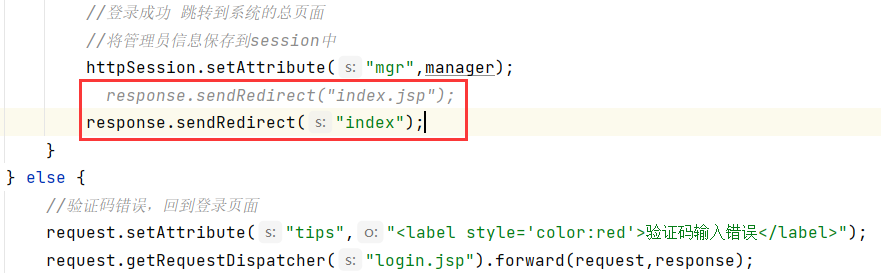 //登录成功 跳转到系统的总页面
//将管理员信息保存到session中
httpSession.setAttribute( s: "mgr",manager);
response.sendRedirect("index.jsp");
response.sendRedirect( s: "index");
}
} else {
//验证码错误，回到登录页面
request.setAttribute( s: "tips", o: "<label style='color:red'>验证码输入错误</label>");
request.getRequestDispatcher( s: "login.jsp").forward(request,response);